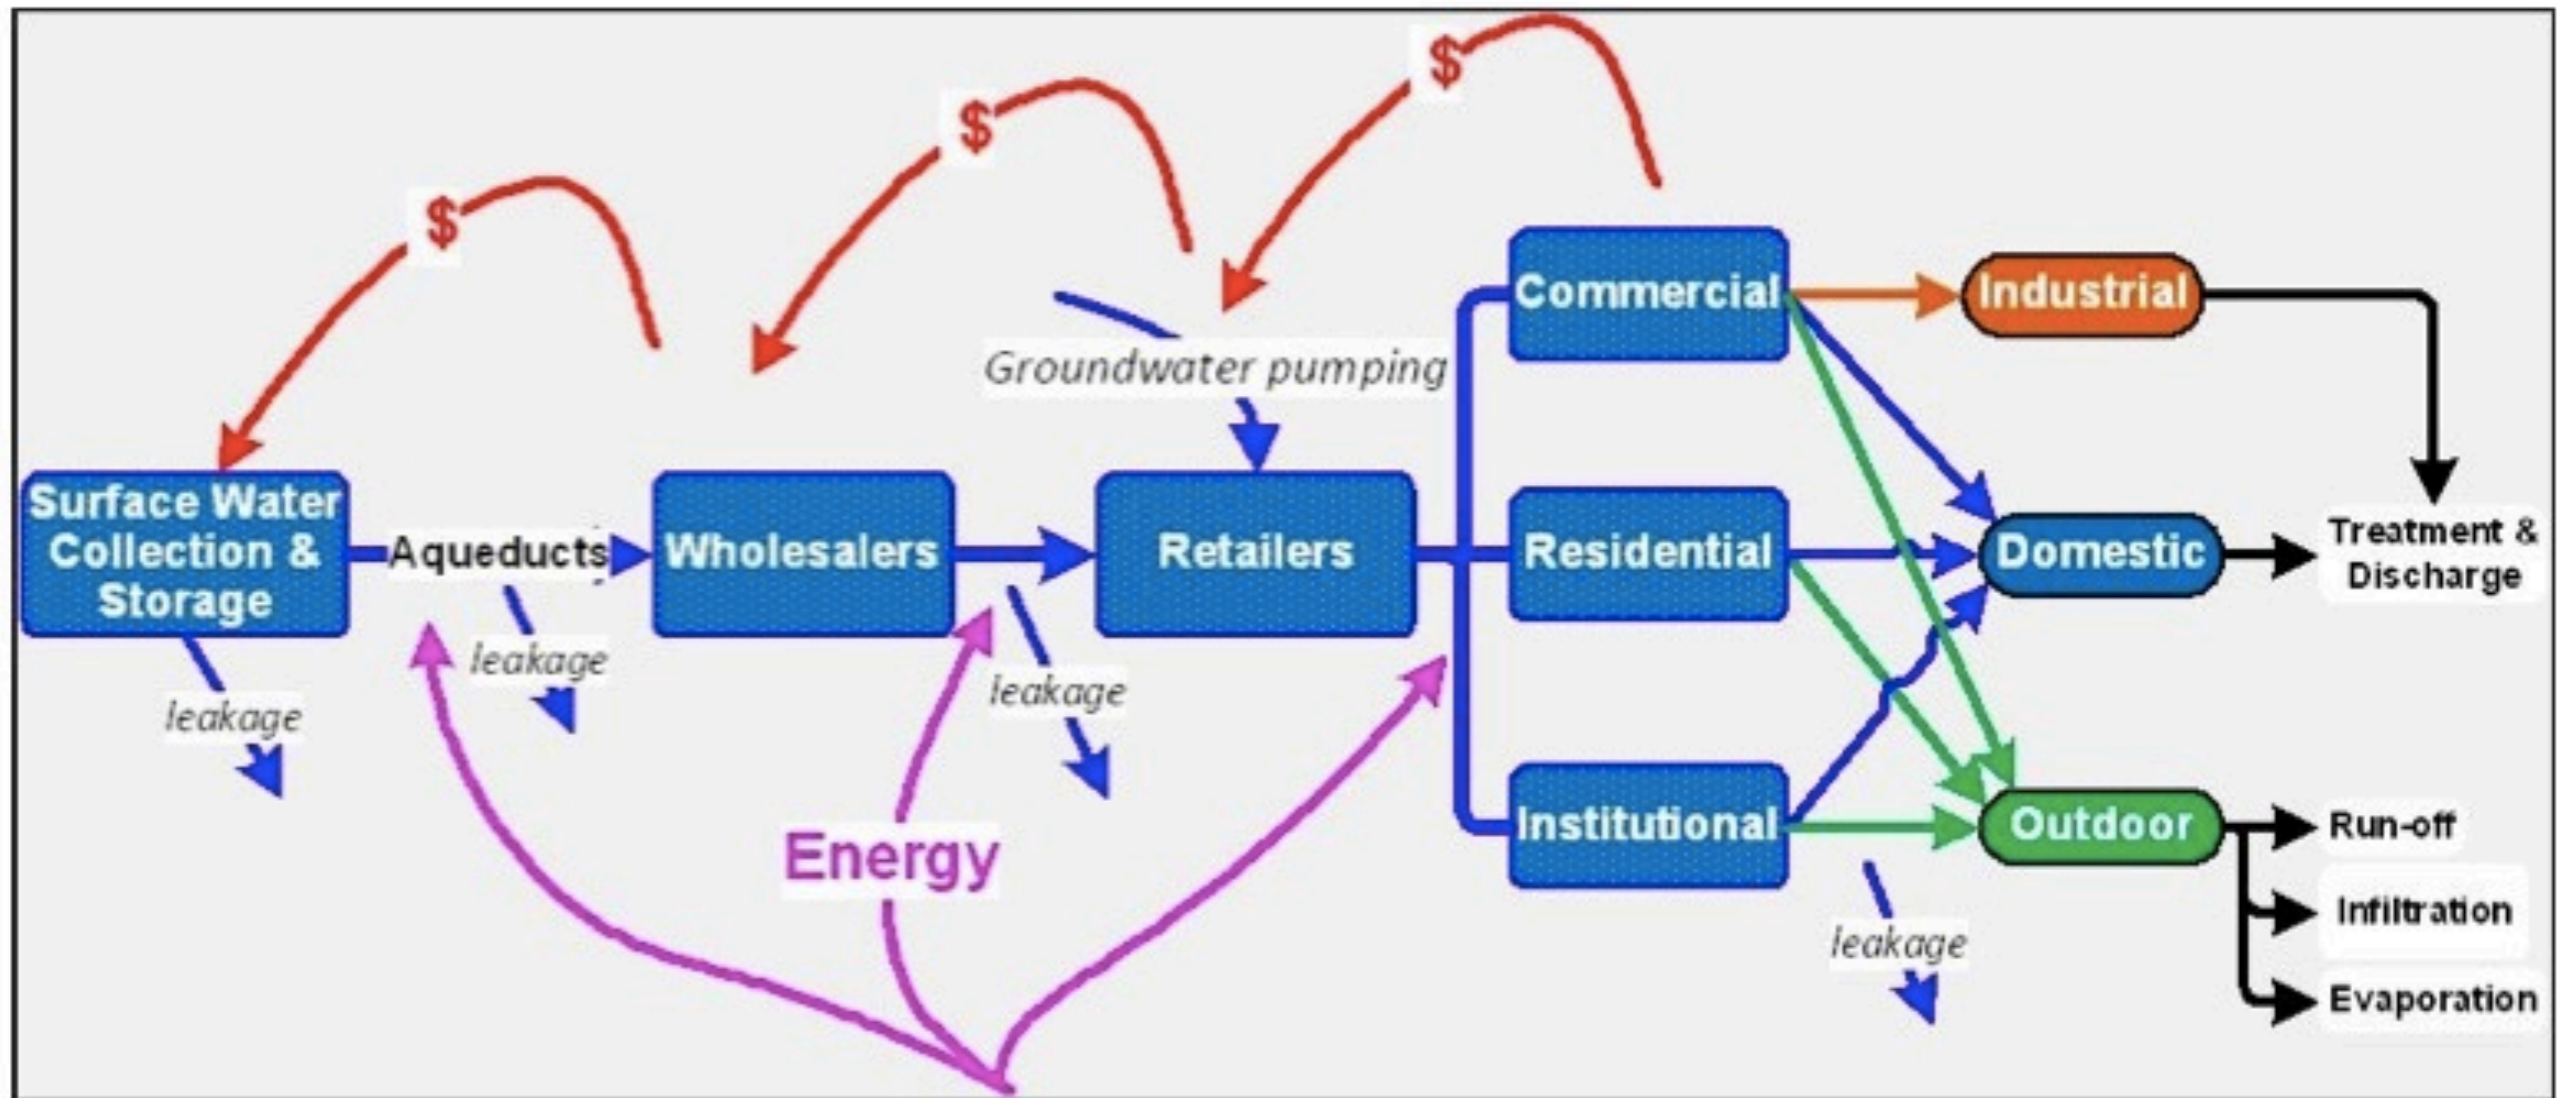 $
$
$
Commercial
Industrial
Groundwater pumping
Surface Water
Collection &
Storage
Aqueducts
Wholesalers
Retailers
Residential
Domestic
Treatment &
Discharge
leakage
leakage
leakage
Energy
Institutional
Outdoor
Run-off
Infiltration
Evaporation
leakage